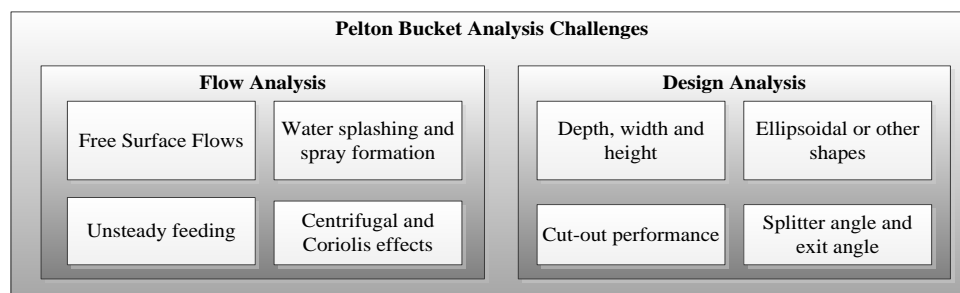 Pelton Bucket Analysis Challenges
Flow Analysis
Free Surface Flows
Water splashing and
spray formation
Unsteady feeding
Centrifugal and
Coriolis effects
Design Analysis
Depth, width and
height
Ellipsoidal or other
shapes
Cut-out performance
Splitter angle and
exit angle